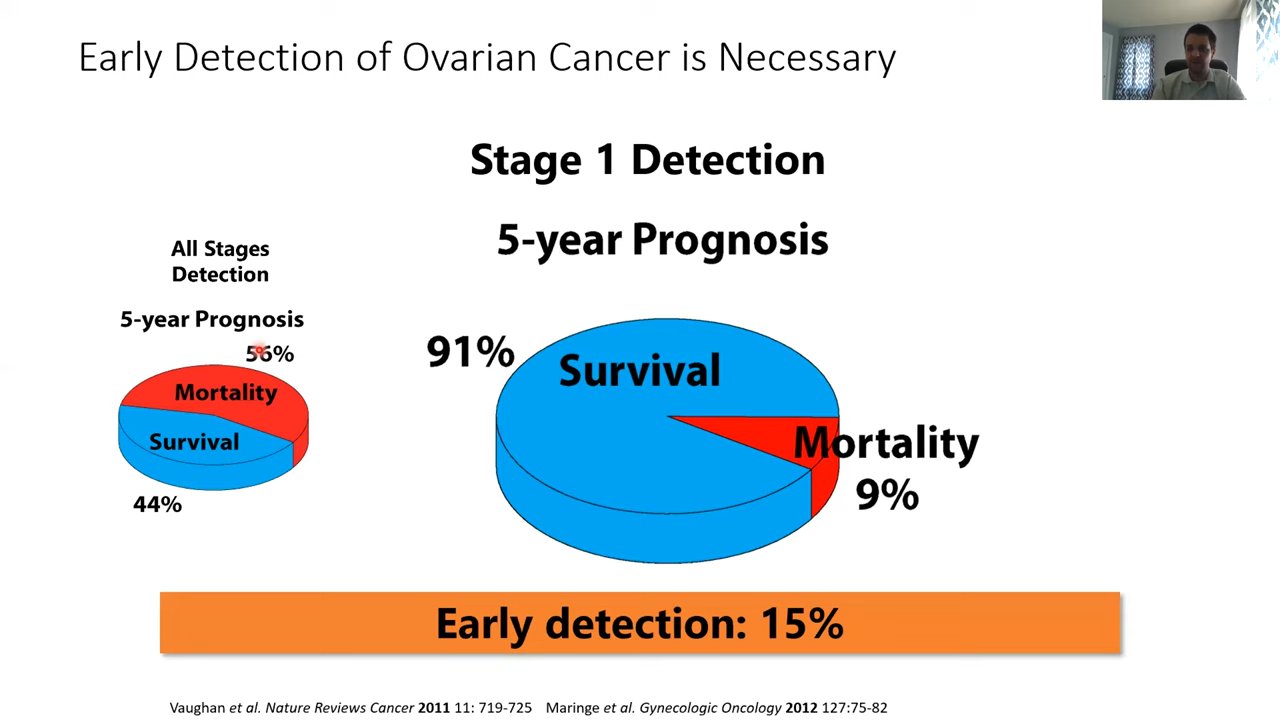 Early Detection of Ovarian Cancer is Necessary
Stage 1 Detection
5-year Prognosis
All Stages
Detection
5-year Prognosis
56%
Mortality
Survival
44%
91%
Survival
Mortality
9%
Early detection: 15%
Vaughan et al. Nature Reviews Cancer 2011 11: 719-725 Maringe et al. Gynecologic Oncology 2012 127:75-82